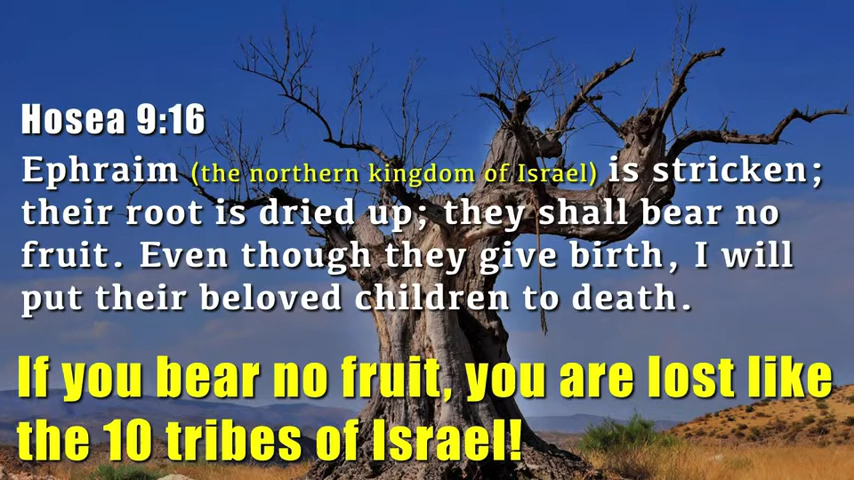 Hosea 9:16
Ephraim (the northern kingdom of Israel) is stricken;
their root is dried up; they shall bear no
fruit. Even though they give birth, I will
put their beloved children to death.
If you bear no fruit, you are lost like
the 10 tribes of Israel!